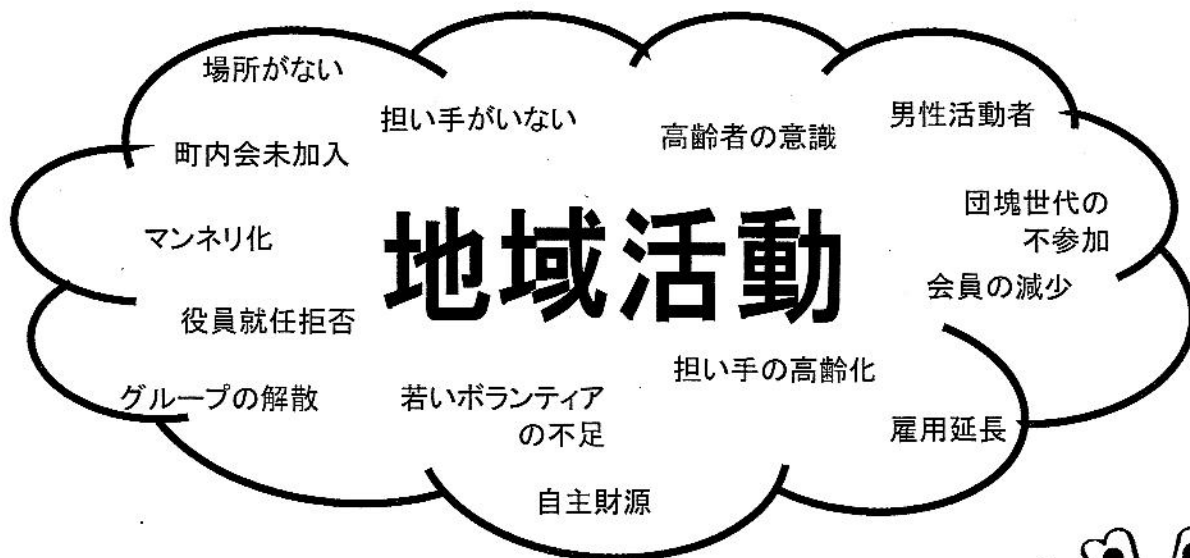 場所がない
担い手がいない
高齢者の意識
男性活動者
町内会未加入
団塊世代の
不参加
マンネリ化
地域活動
会員の減少
役員就任拒否
担い手の高齢化
グループの解散
若いボランティア
の不足
雇用延長
自主財源